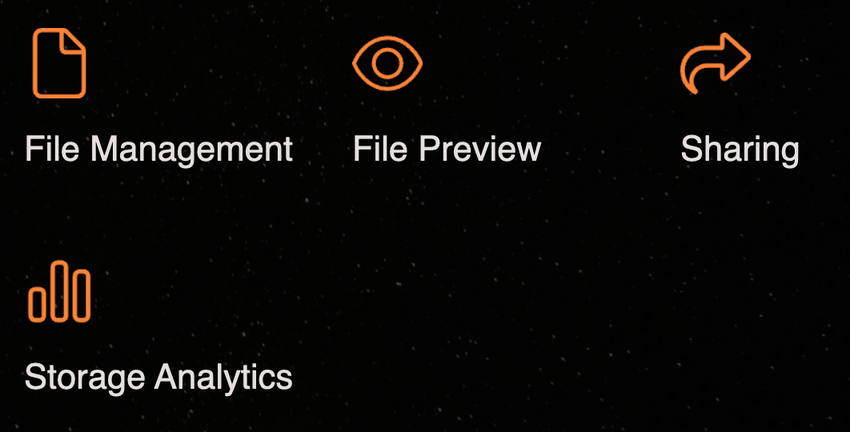 File Management
File Preview
Sharing
Storage Analytics